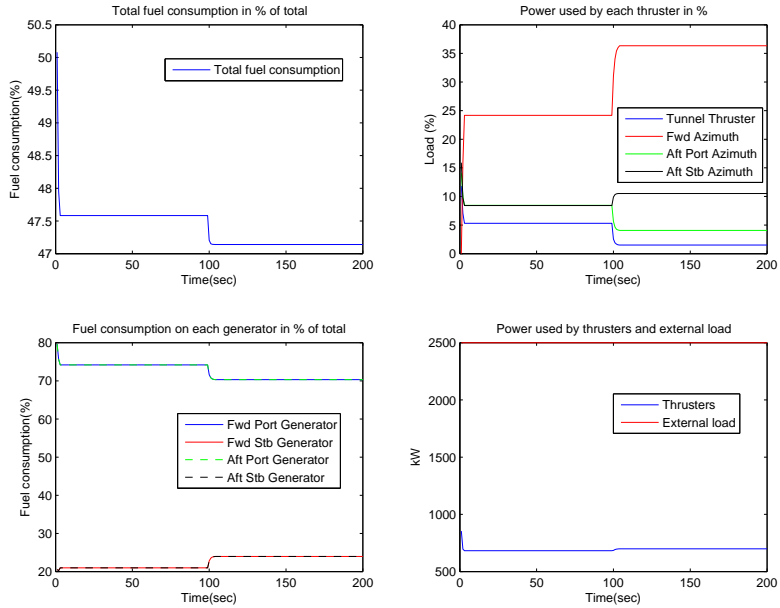 Total fuel consumption in % of total
50.5
50
49.5
49
48.5
48
47.5
47
Fuel consumption(%)
Total fuel consumption
0 50 100 150 200
Time(sec)
Power used by each thruster in %
40
35
30
25
20
15
10
5
0
Load (%)
Tunnel Thruster
Fwd Azimuth
Aft Port Azimuth
Aft Stb Azimuth
0 50 100 150 200
Time(sec)
Fuel consumption on each generator in % of total
80
70
60
50
40
30
20
Fuel consumption(%)
Fwd Port Generator
Fwd Stb Generator
Aft Port Generator
Aft Stb Generator
0 50 100 150 200
Time(sec)
Power used by thrusters and external load
2500
2000
1500
1000
500
kW
Thrusters
External load
0 50 100 150 200
Time(sec)